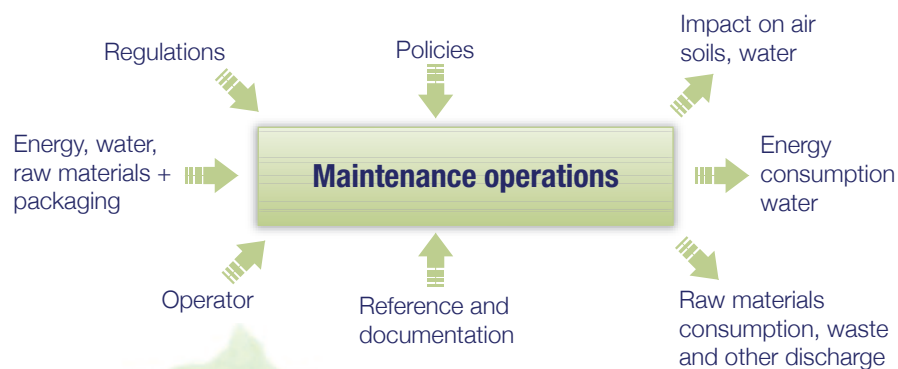 Regulations
Policies
Impact on air
soils, water
Energy, water,
raw materials +
packaging
Maintenance operations
Energy
consumption
water
Operator
Reference and
documentation
Raw materials
consumption, waste
and other discharge